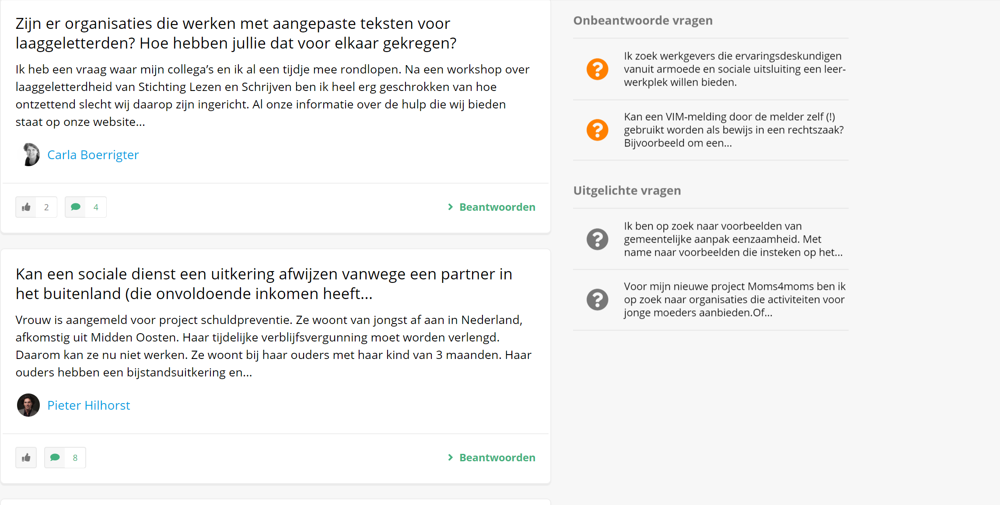 Zijn er organisaties die werken met aangepaste teksten voor
laaggeletterden? Hoe hebben jullie dat voor elkaar gekregen?
Ik heb een vraag waar mijn collega’s en ik al een tijdje mee rondlopen. Na een workshop over
laaggeletterdheid van Stichting Lezen en Schrijven ben ik heel erg geschrokken van hoe
ontzettend slecht wij daarop zijn ingericht. Al onze informatie over de hulp die wij bieden
staat op onze website...
Carla Boerrigter
2
4
Beantwoorden
Kan een sociale dienst een uitkering afwijzen vanwege een partner in
het buitenland (die onvoldoende inkomen heeft...
Vrouw is aangemeld voor project schuldpreventie. Ze woont van jongst af aan in Nederland,
afkomstig uit Midden Oosten. Haar tijdelijke verblijfsvergunning moet worden verlengd.
Daarom kan ze nu niet werken. Ze woont bij haar ouders met haar kind van 3 maanden. Haar
ouders hebben een bijstandsuitkering en...
Pieter Hilhorst
8
Beantwoorden
Onbeantwoorde vragen
Ik zoek werkgevers die ervaringsdeskundigen
vanuit armoede en sociale uitsluiting een leer-
werkplek willen bieden.
Kan een VIM-melding door de melder zelf (!)
gebruikt worden als bewijs in een rechtszaak?
Bijvoorbeeld om een...
Uitgelichte vragen
Ik ben op zoek naar voorbeelden van
gemeentelijke aanpak eenzaamheid. Met
name naar voorbeelden die insteken op het...
Voor mijn nieuwe project Moms4moms ben ik
op zoek naar organisaties die activiteiten voor
jonge moeders aanbieden.Of...